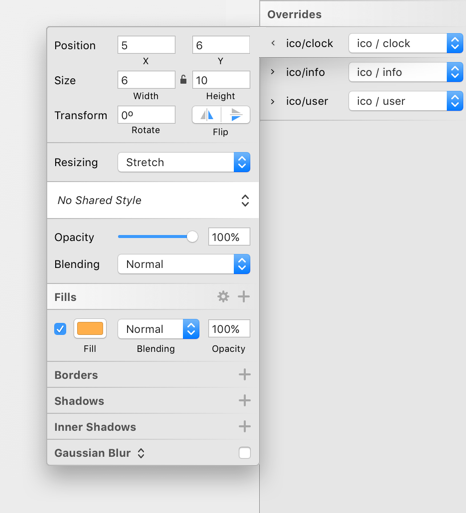 Overrides
ico/clock ico / clock
ico/info ico / info
ico/user ico / user
Position 5 6
X Y
Size 6 10
Width Height
Transform 0º
Rotate Flip
Resizing Stretch
No Shared Style
Opacity 100%
Blending Normal
Fills
Normal 100%
Fill Blending Opacity
Borders
Shadows
Inner Shadows
Gaussian Blur